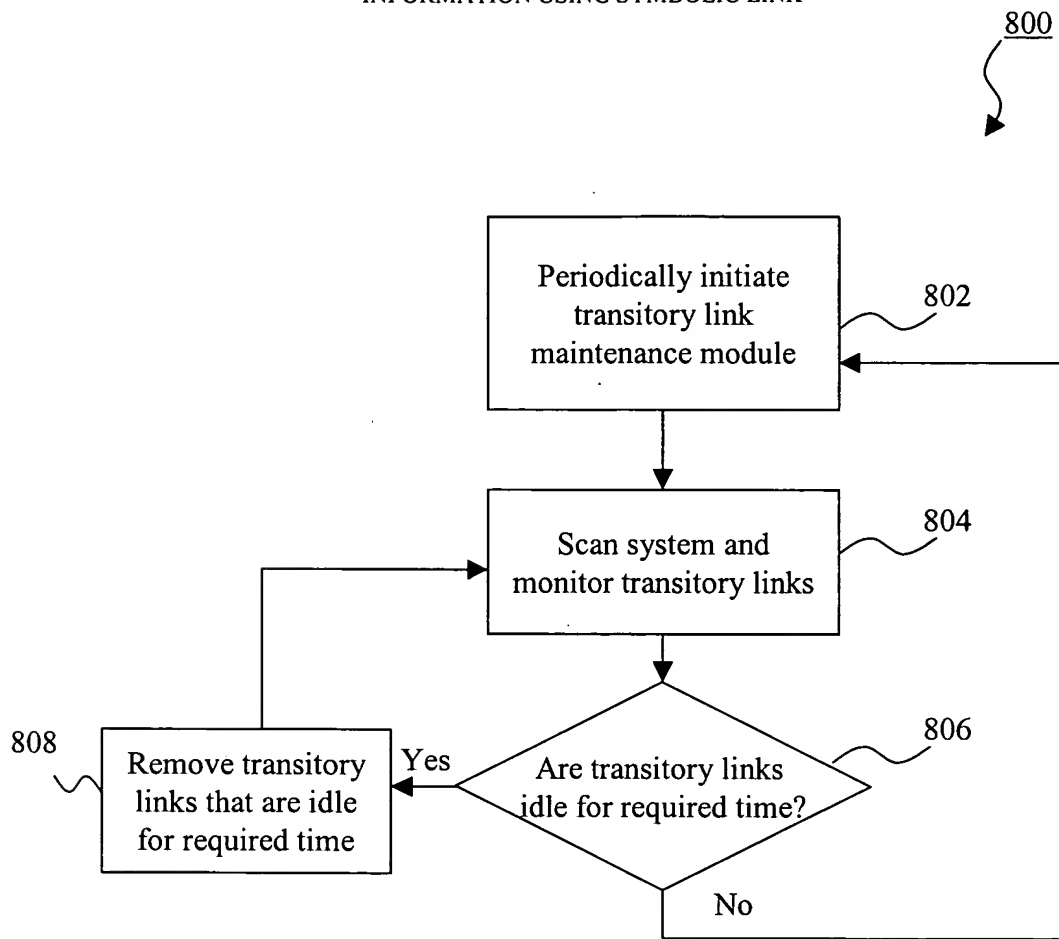 INFORMATION USING SYMBOLIC LINK
800
Periodically initiate
transitory link
maintenance module
802
Scan system and
monitor transitory links
804
Are transitory links
idle for required time?
806
Yes
No
808
Remove transitory
links that are idle
for required time